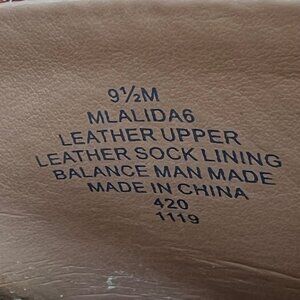 9½M
MLALIDA6
LEATHER UPPER
LEATHER SOCK LINING
BALANCE MAN MADE
MADE IN CHINA
420
1119